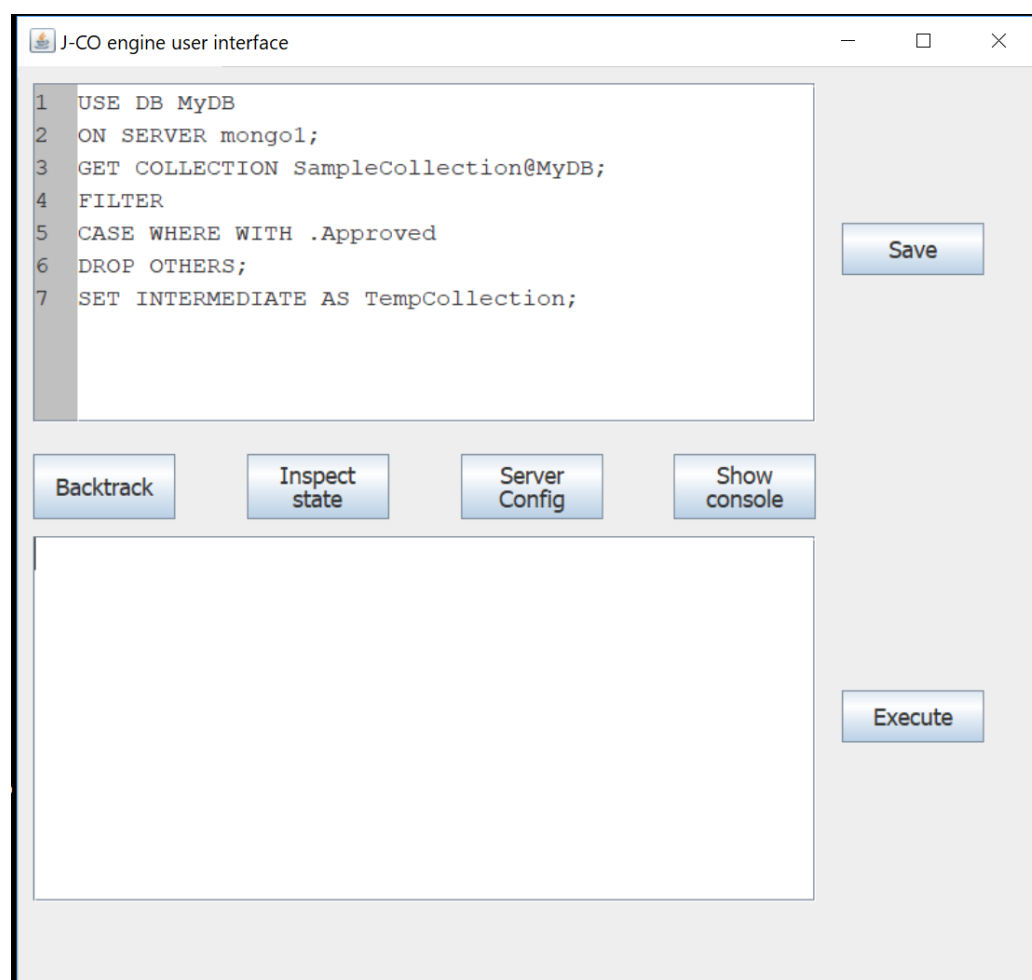 J-CO engine user interface
1 USE DB MyDB
2 ON SERVER mongo1;
3 GET COLLECTION SampleCollection@MyDB;
4 FILTER
5 CASE WHERE WITH .Approved
6 DROP OTHERS;
7 SET INTERMEDIATE AS TempCollection;
Save
Backtrack
Inspect
state
Server
Config
Show
console
Execute